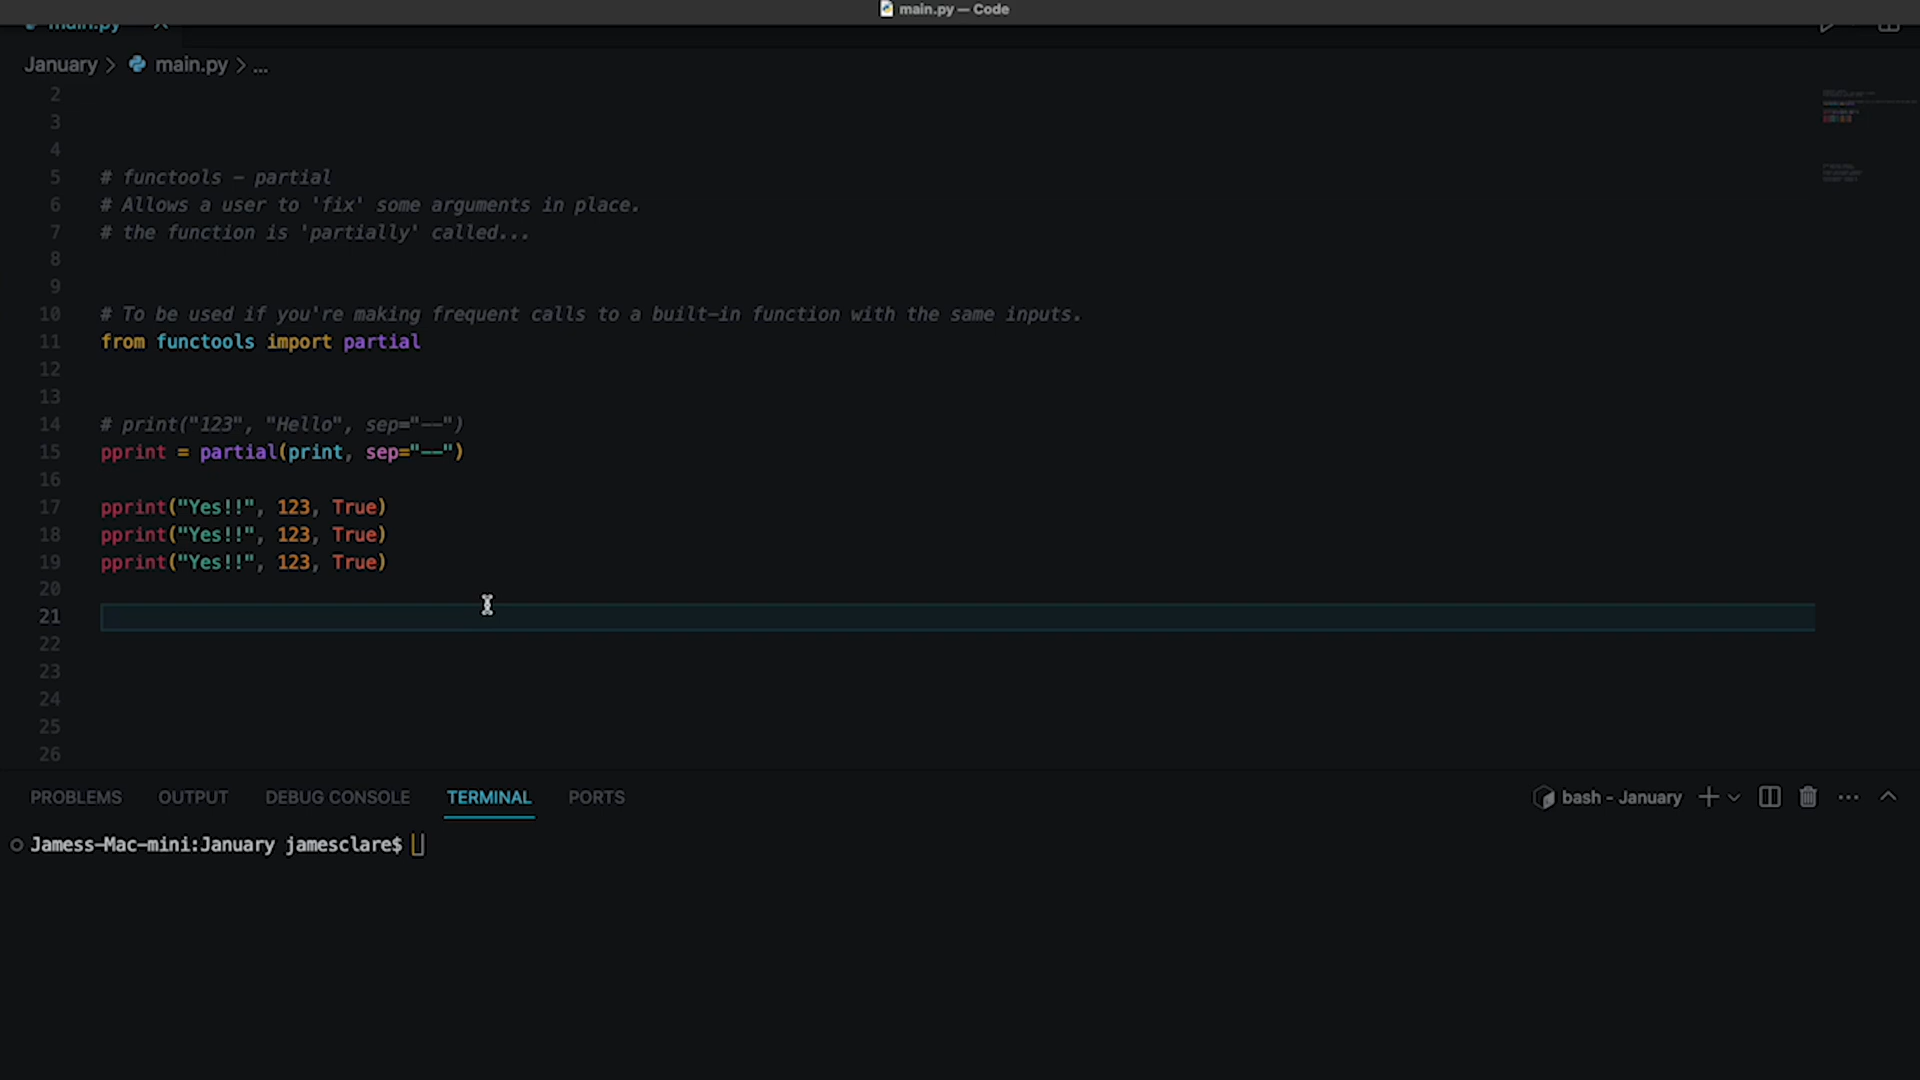 main.py — Code
main.py
January > main.py > ...
2
3
4
5 # functools - partial
6 # Allows a user to 'fix' some arguments in place.
7 # the function is 'partially' called...
8
9
10 # To be used if you're making frequent calls to a built-in function with the same inputs.
11 from functools import partial
12
13
14 # print("123", "Hello", sep="--")
15 pprint = partial(print, sep="--")
16
17 pprint("Yes!!", 123, True)
18 pprint("Yes!!", 123, True)
19 pprint("Yes!!", 123, True)
20
21
22
23
24
25
26
PROBLEMS OUTPUT DEBUG CONSOLE TERMINAL PORTS bash - January
Jamess-Mac-mini:January jamesclare$